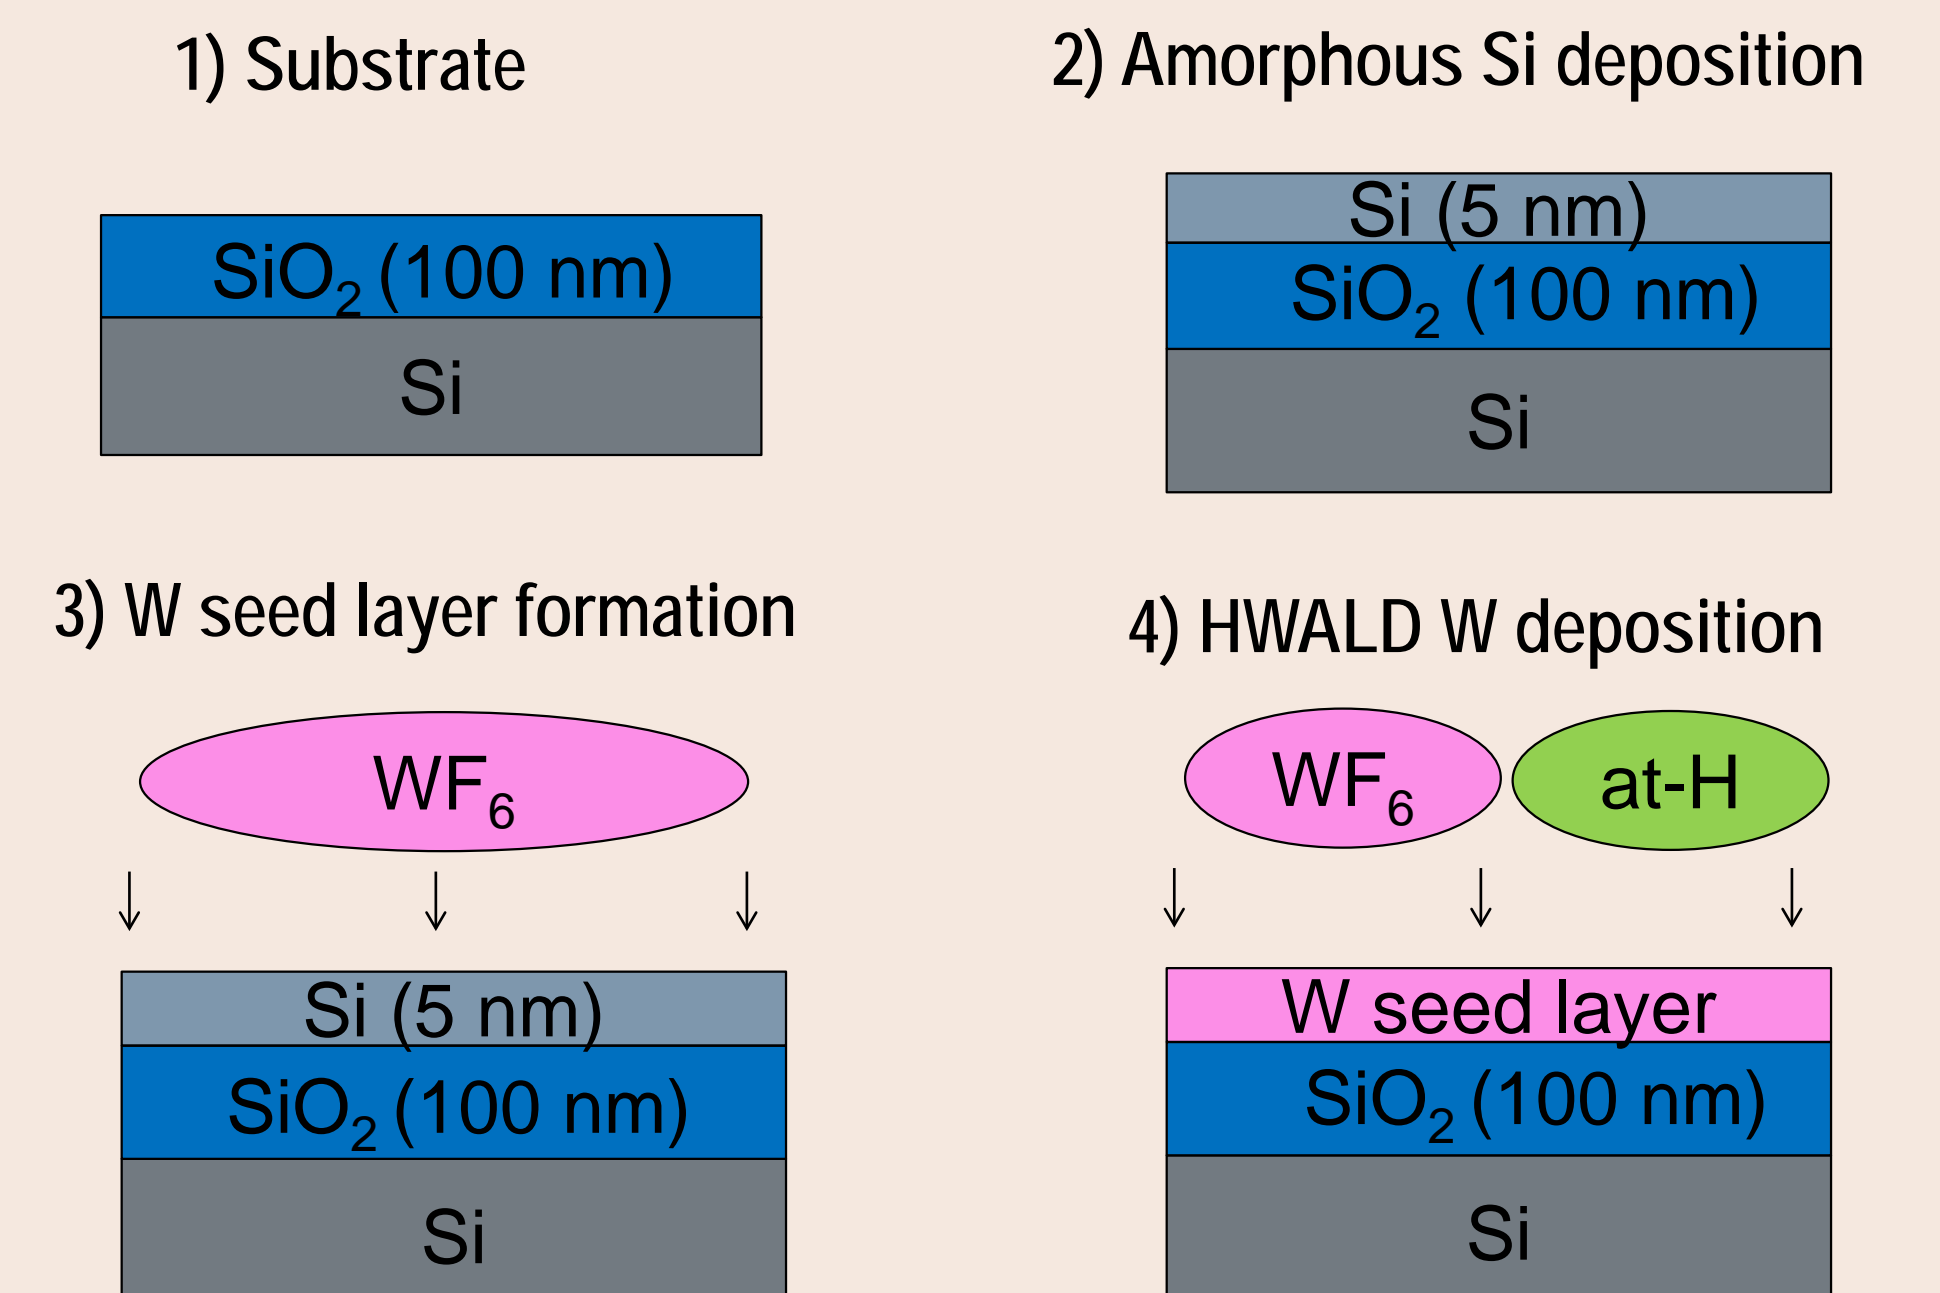 1) Substrate
SiO₂ (100 nm)
Si
2) Amorphous Si deposition
Si (5 nm)
SiO₂ (100 nm)
Si
3) W seed layer formation
WF₆
Si (5 nm)
SiO₂ (100 nm)
Si
4) HWALD W deposition
WF₆
at-H
W seed layer
SiO₂ (100 nm)
Si